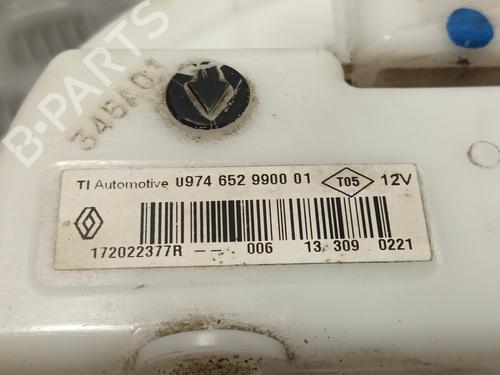 345A01
B-PARTS
TI Automotive U974 652 9900 01 T05 12V
172022377R -- 006 13 309 0221